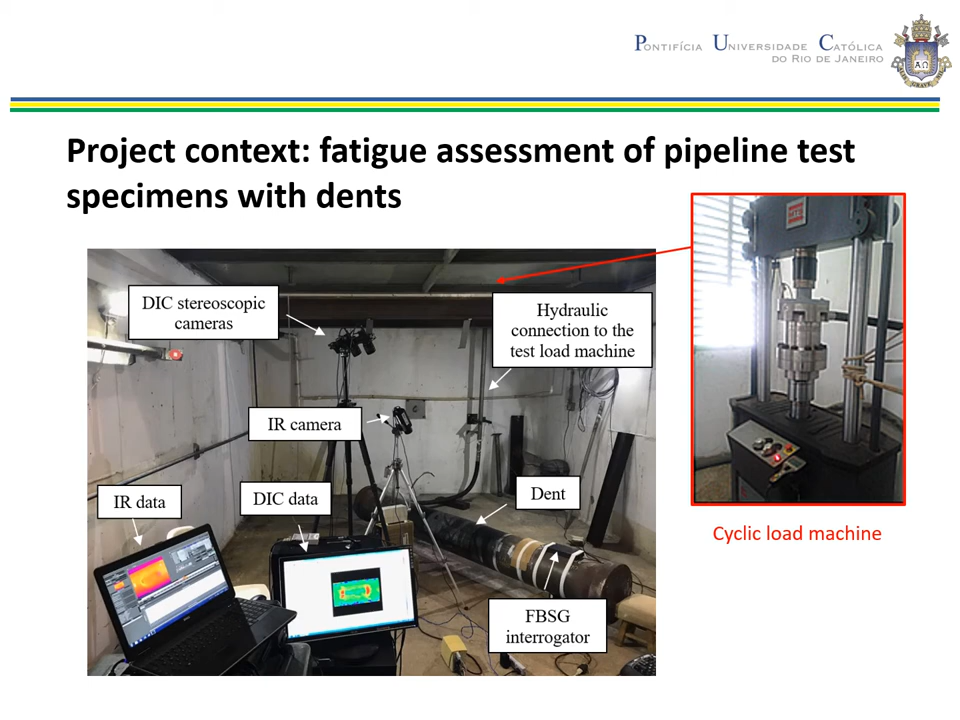 Pontifícia Universidade Católica
do Rio de Janeiro
Project context: fatigue assessment of pipeline test
specimens with dents
MTS
DIC stereoscopic
cameras
Hydraulic
connection to the
test load machine
IR camera
IR data
DIC data
Dent
FBSG
interrogator
Cyclic load machine